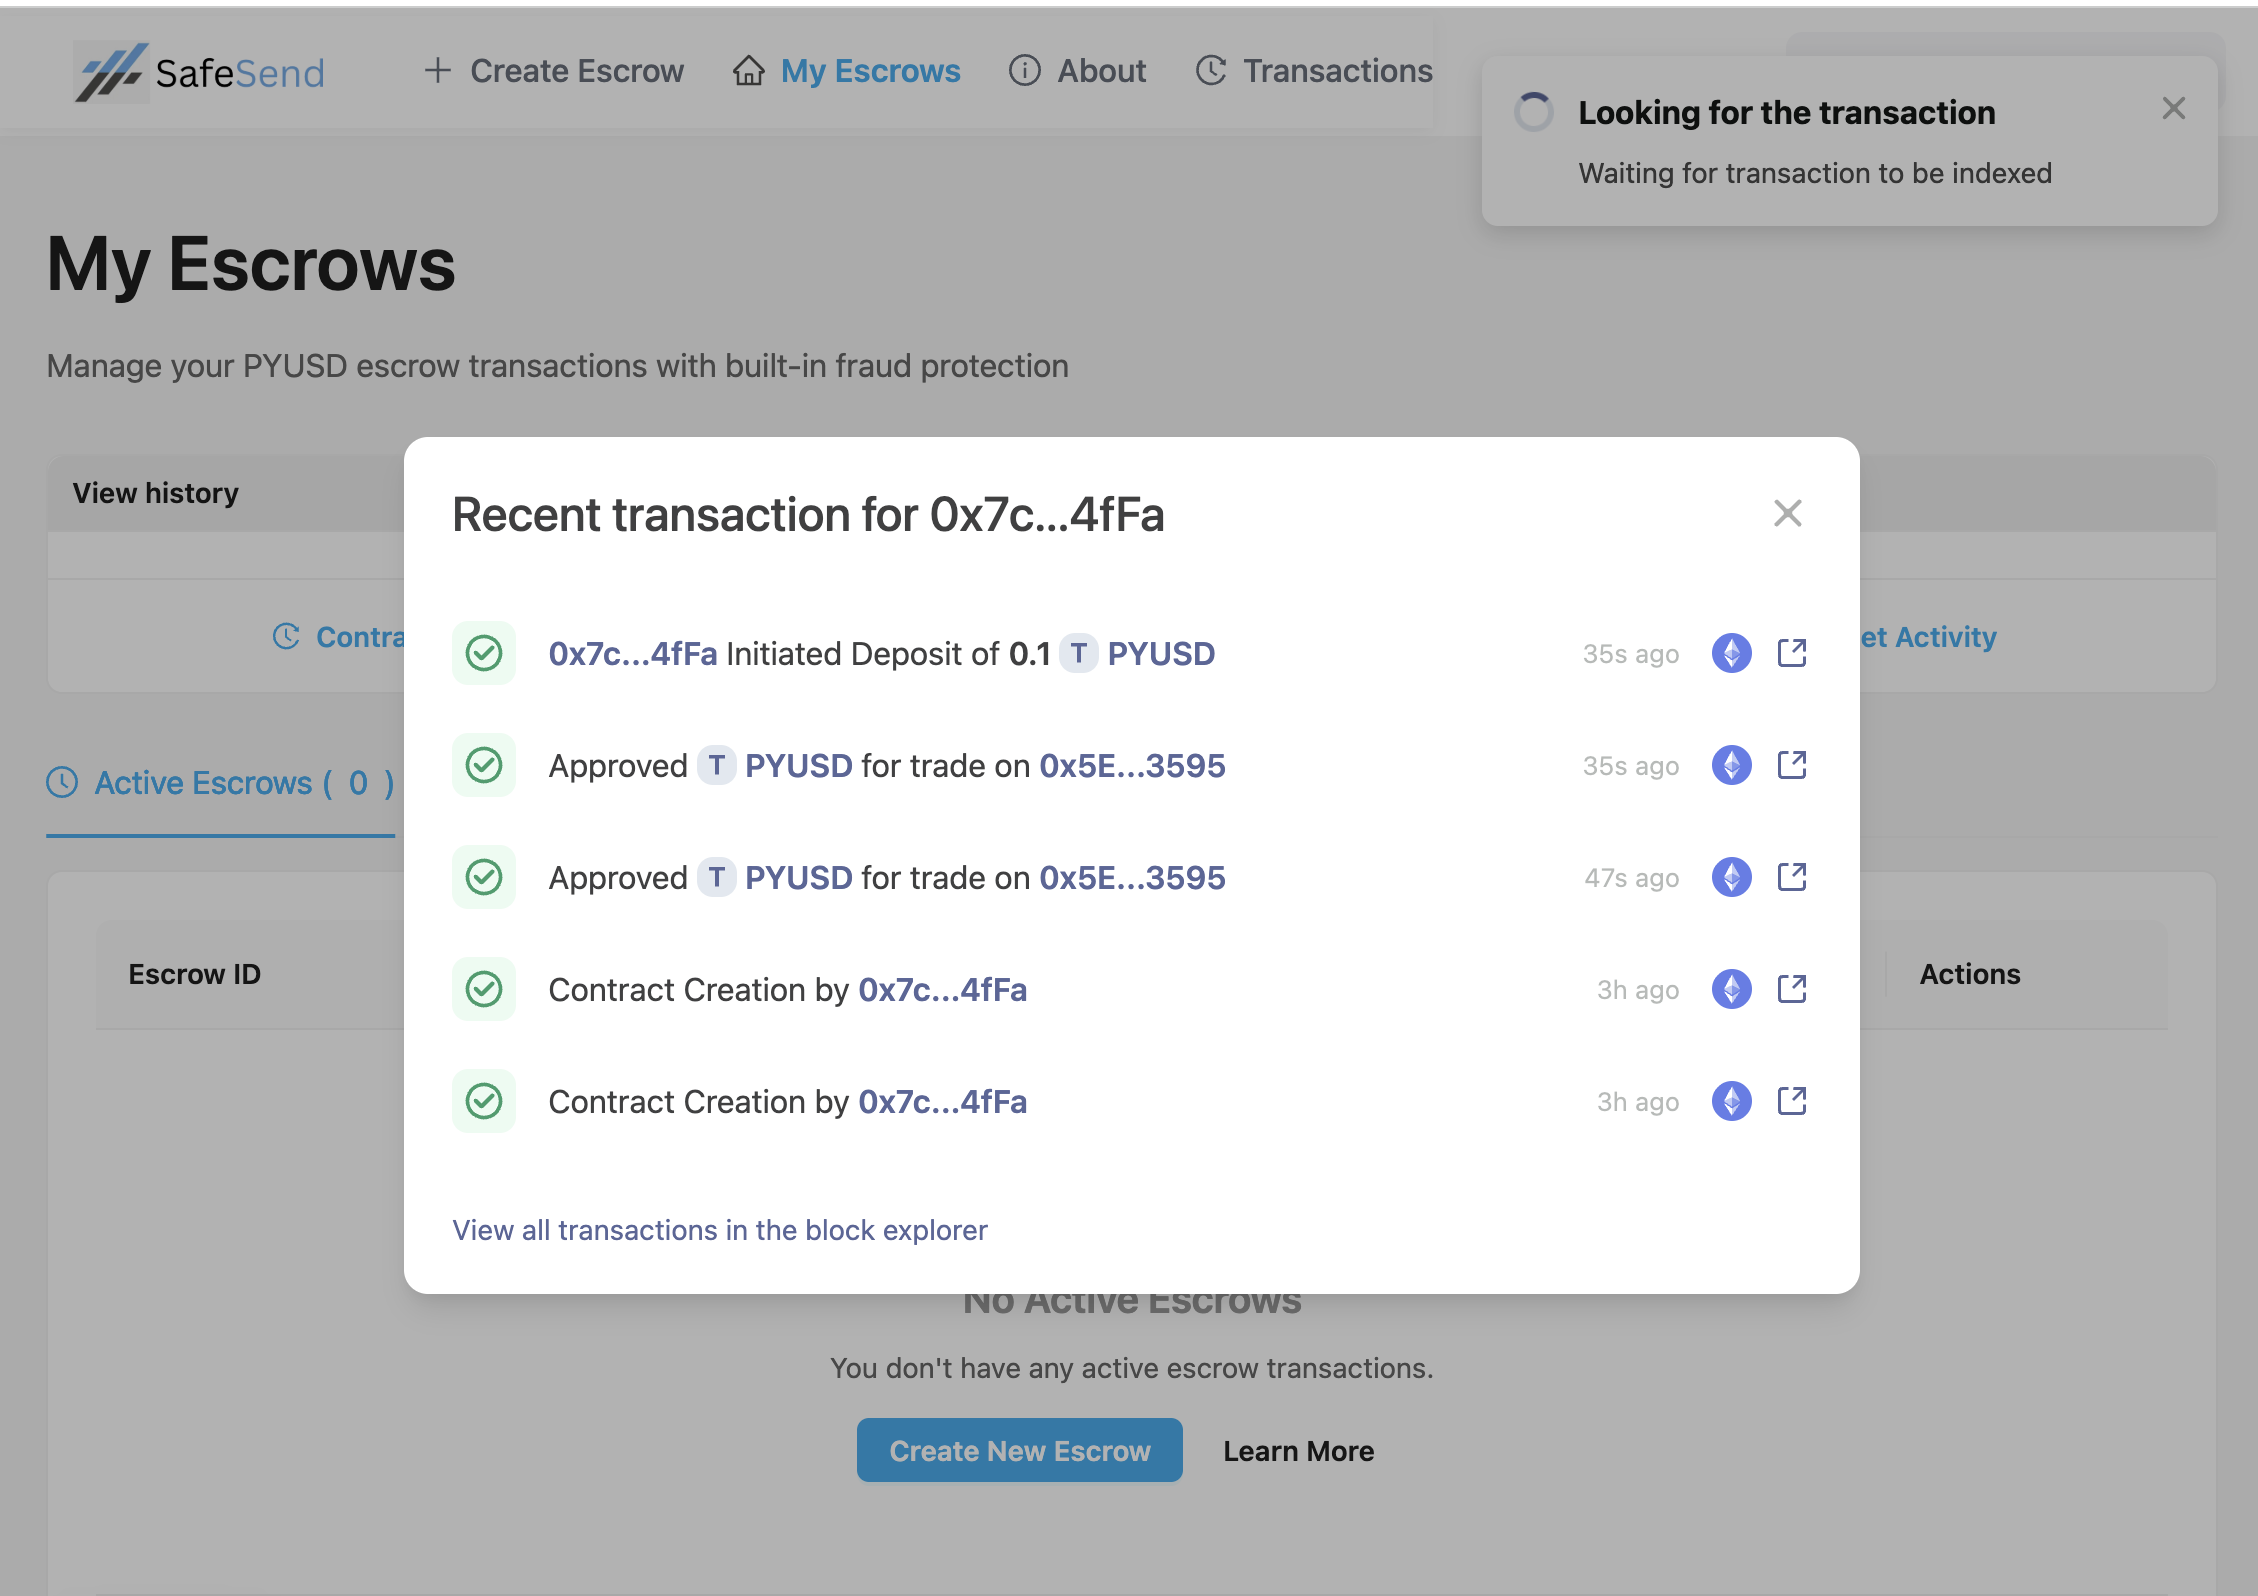 SafeSend
Create Escrow
My Escrows
About
Transactions
Looking for the transaction
Waiting for transaction to be indexed
My Escrows
Manage your PYUSD escrow transactions with built-in fraud protection
View history
Contra
et Activity
Active Escrows ( 0 )
Escrow ID
Actions
Recent transaction for 0x7c...4fFa
0x7c...4fFa Initiated Deposit of 0.1 T PYUSD 35s ago
Approved T PYUSD for trade on 0x5E...3595 35s ago
Approved T PYUSD for trade on 0x5E...3595 47s ago
Contract Creation by 0x7c...4fFa 3h ago
Contract Creation by 0x7c...4fFa 3h ago
View all transactions in the block explorer
No Active Escrows
You don't have any active escrow transactions.
Create New Escrow
Learn More